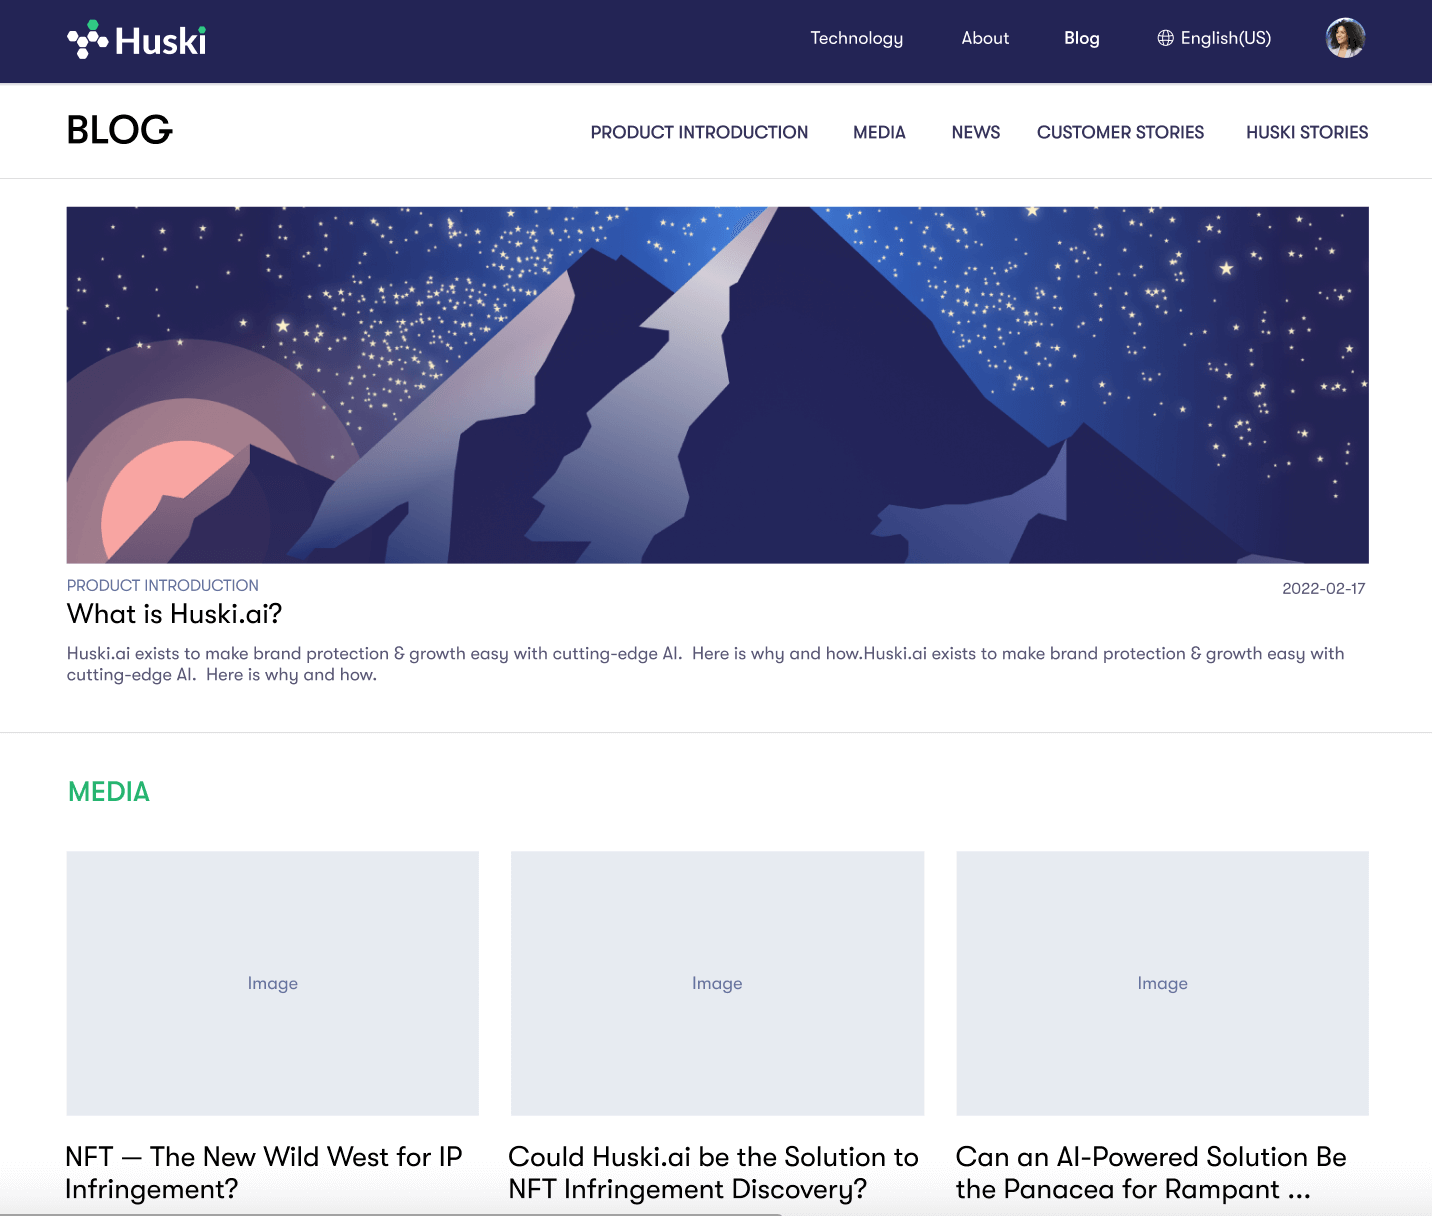 Huski
Technology About Blog English(US)
BLOG
PRODUCT INTRODUCTION MEDIA NEWS CUSTOMER STORIES HUSKI STORIES
PRODUCT INTRODUCTION 2022-02-17
What is Huski.ai?
Huski.ai exists to make brand protection & growth easy with cutting-edge AI.  Here is why and how.Huski.ai exists to make brand protection & growth easy with
cutting-edge AI.  Here is why and how.
MEDIA
Image Image Image
NFT — The New Wild West for IP
Infringement?
Could Huski.ai be the Solution to
NFT Infringement Discovery?
Can an AI-Powered Solution Be
the Panacea for Rampant ...